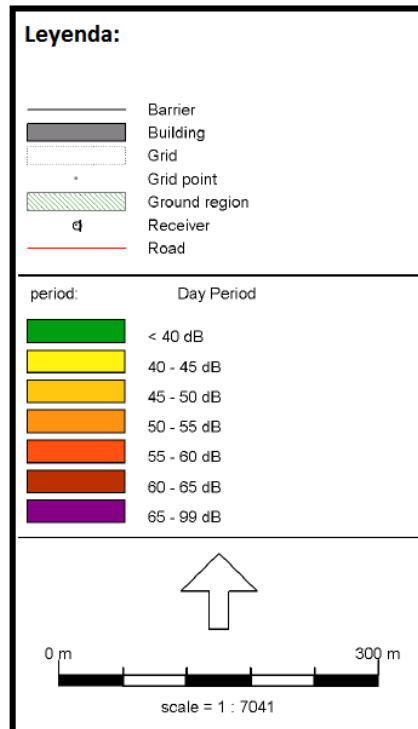 Leyenda:
Barrier
Building
Grid
Grid point
Ground region
Receiver
Road
period: Day Period
< 40 dB
40 - 45 dB
45 - 50 dB
50 - 55 dB
55 - 60 dB
60 - 65 dB
65 - 99 dB
0 m 300 m
scale = 1 : 7041